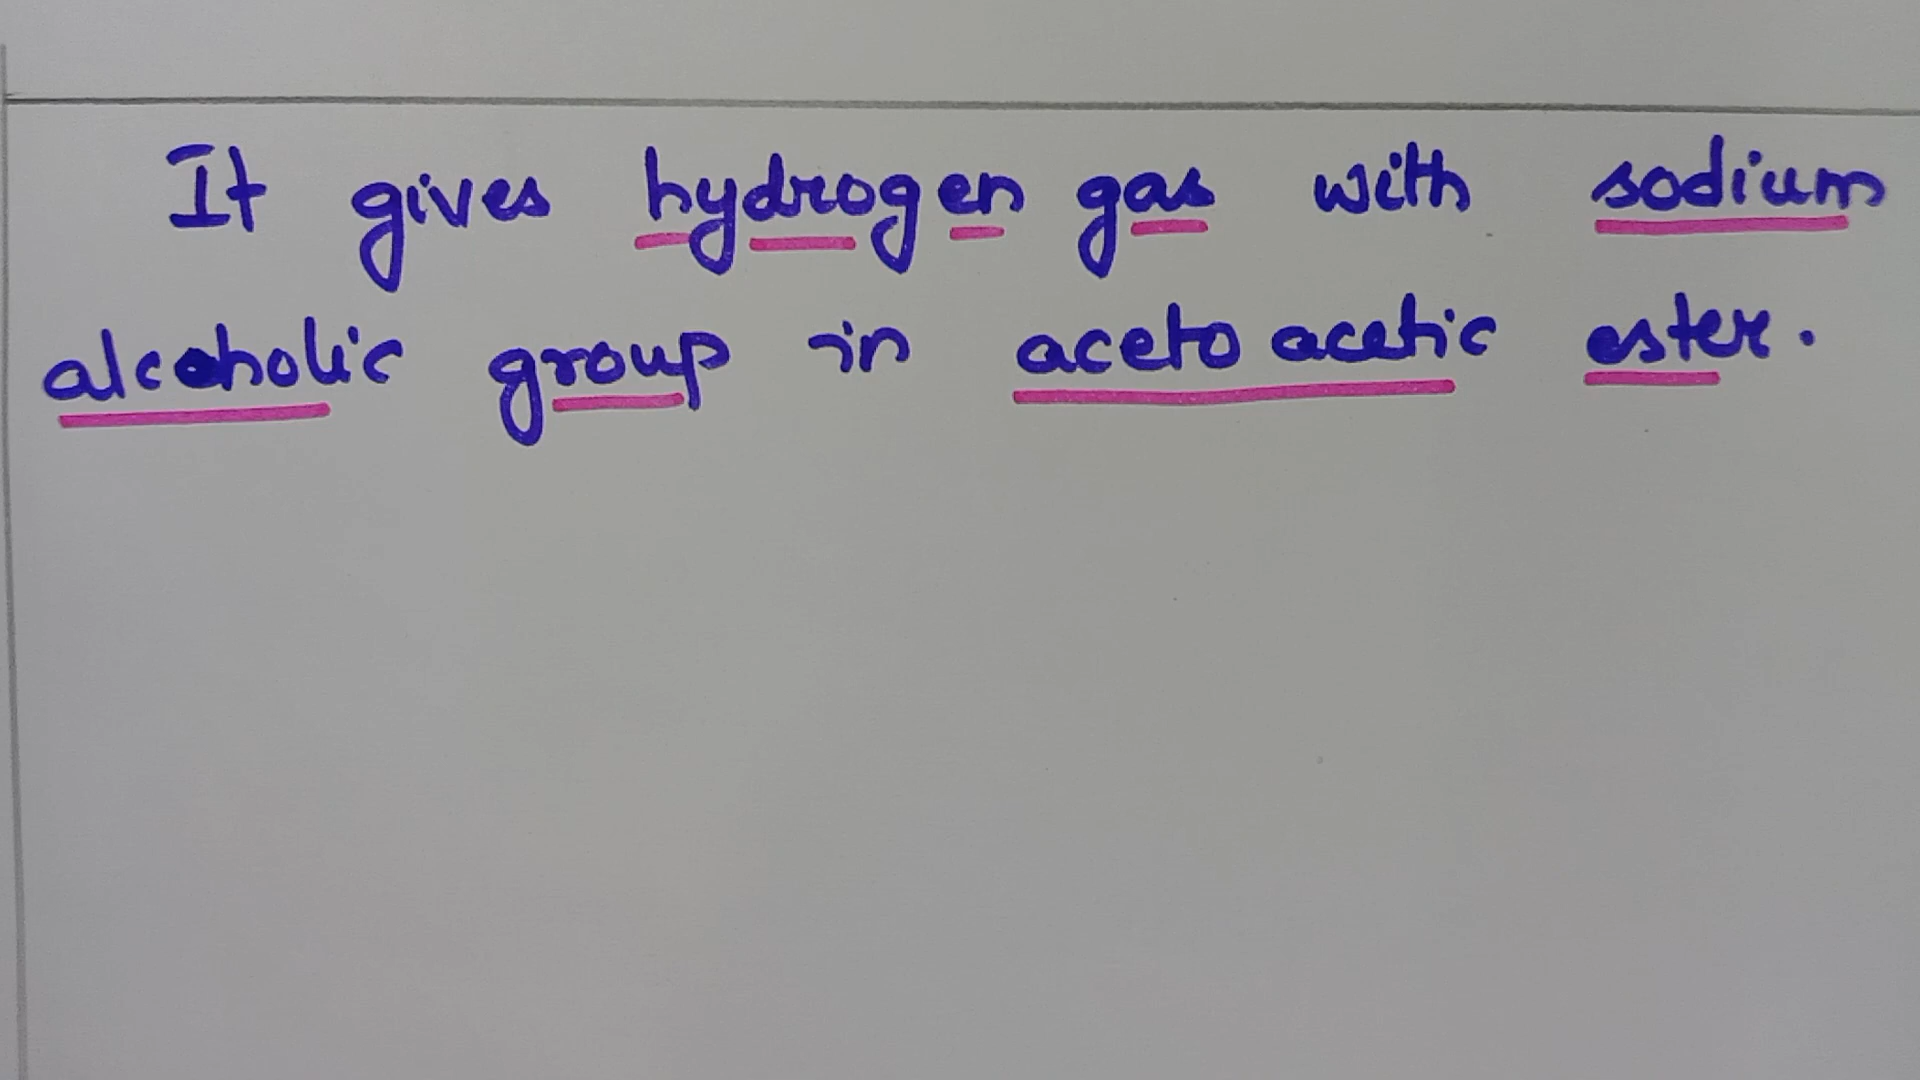 It gives hydrogen gas with sodium
alcoholic group in aceto acetic ester.